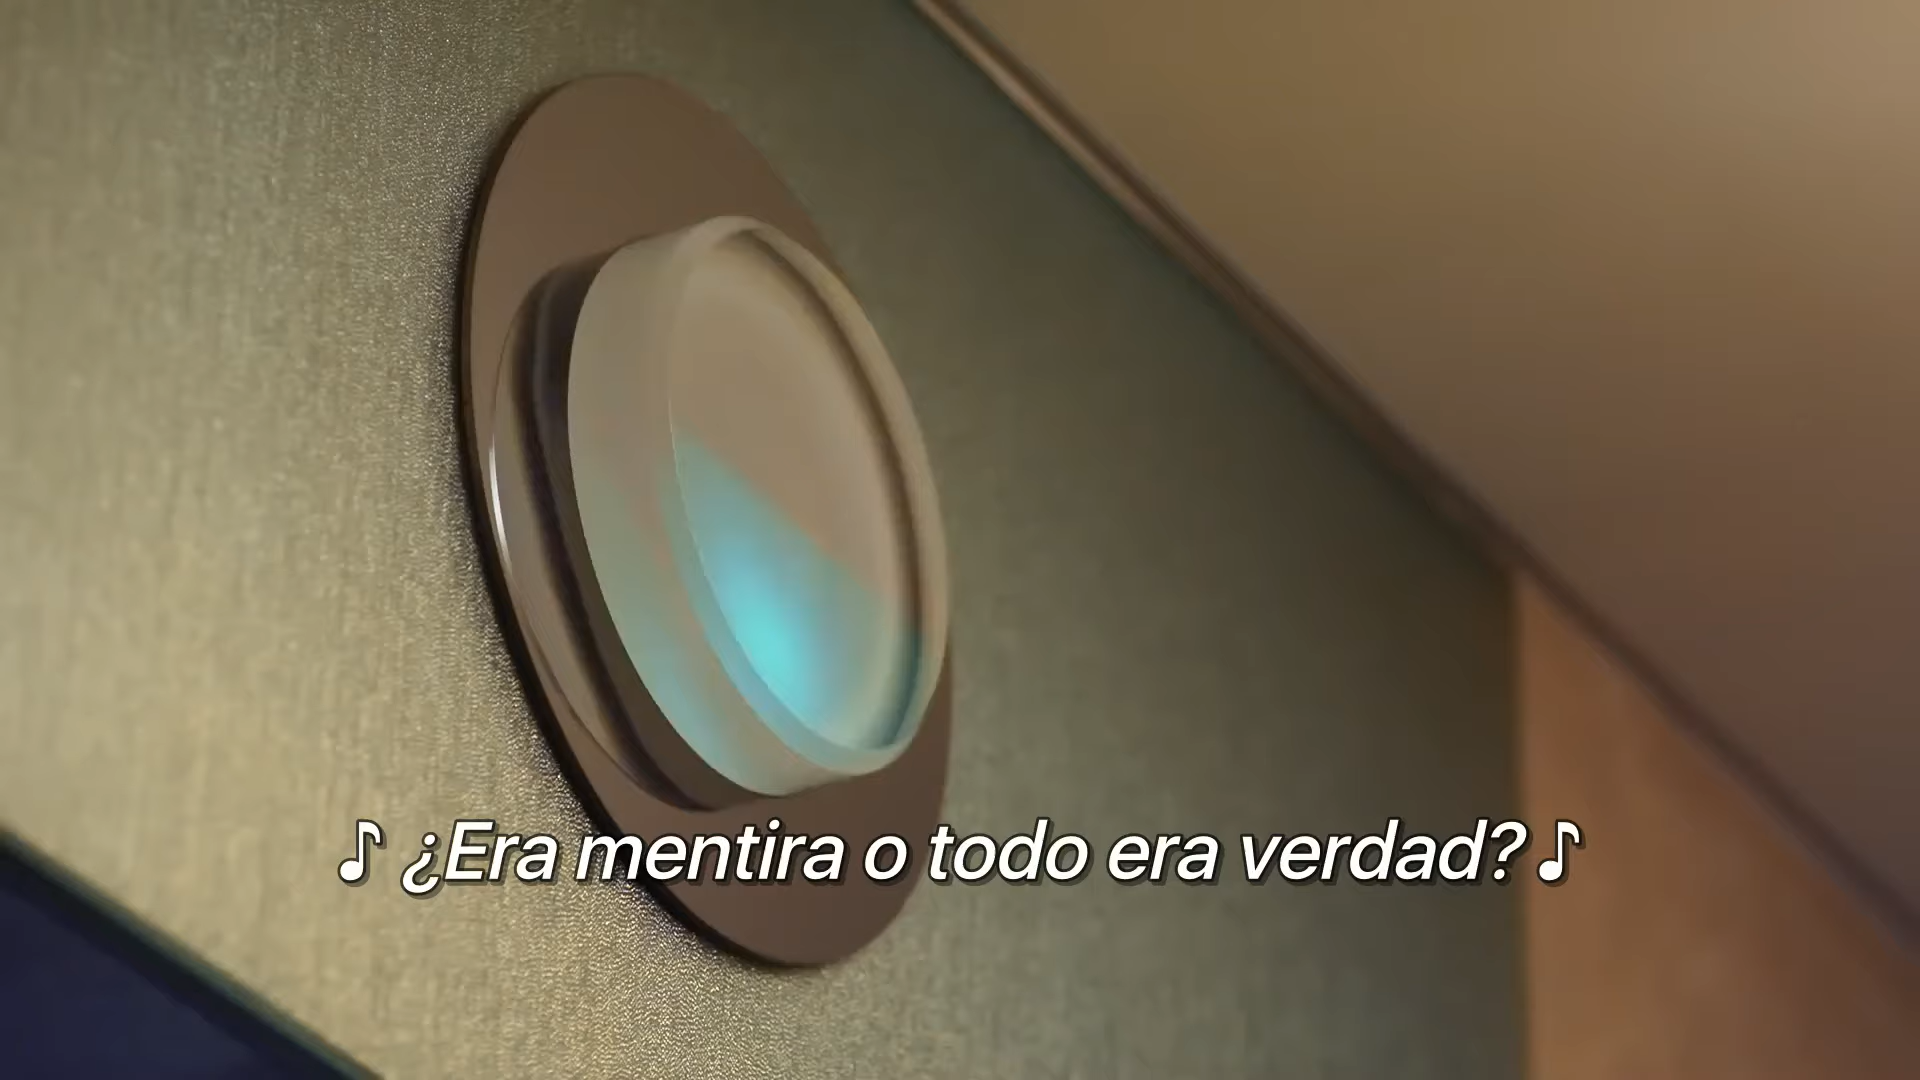 ♪ ¿Era mentira o todo era verdad? ♪